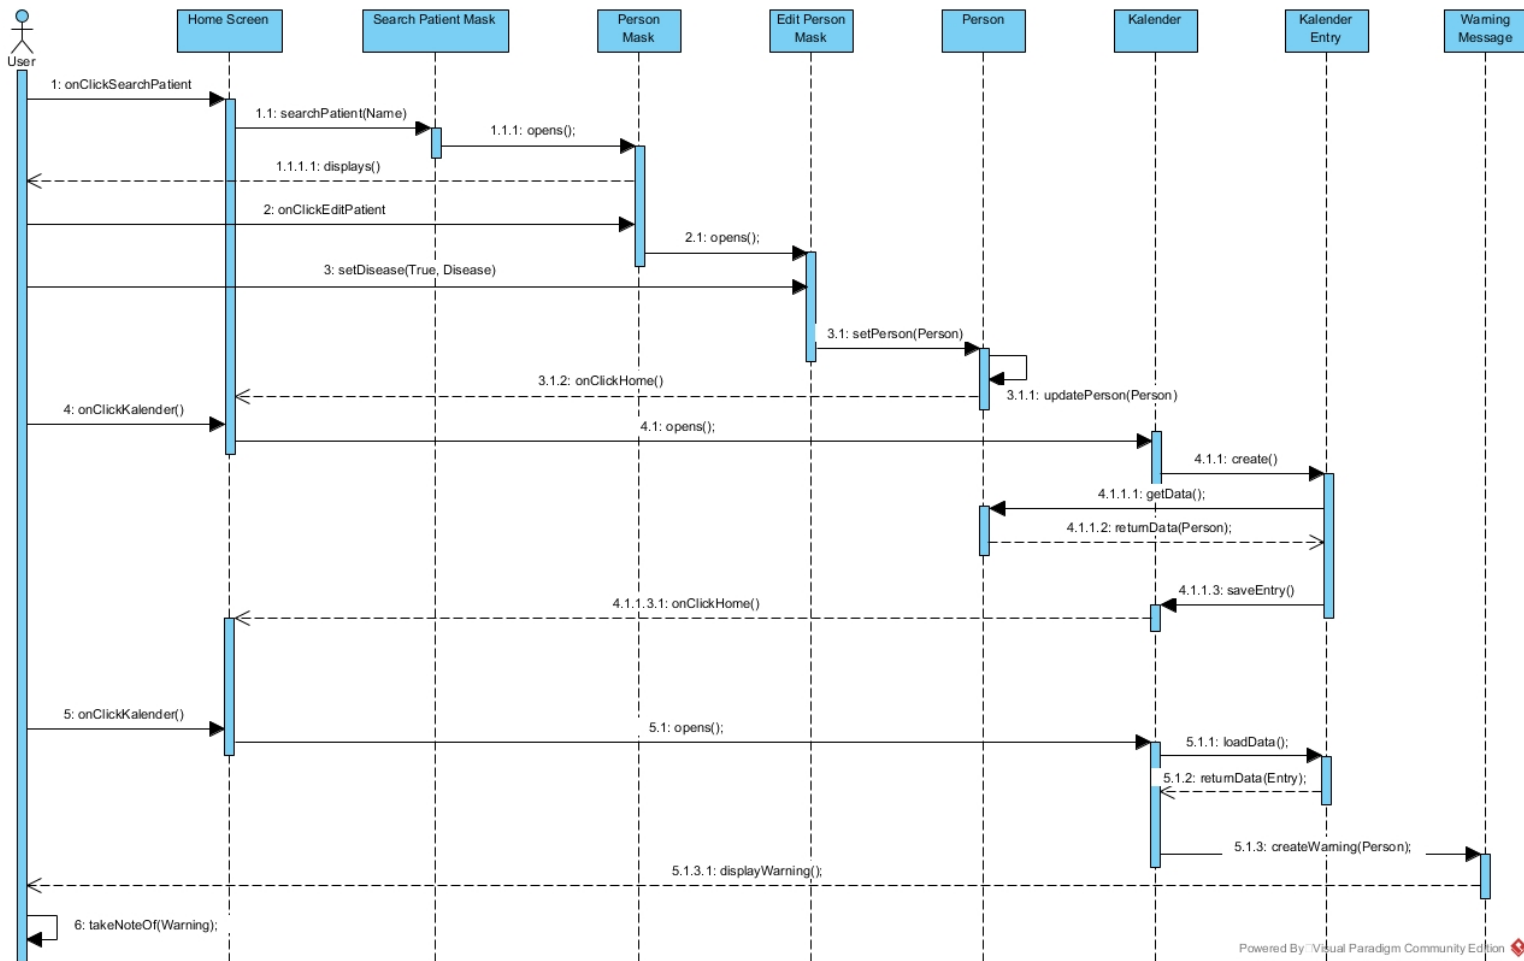 Home Screen
Search Patient Mask
Person
Mask
Edit Person
Mask
Person
Kalender
Kalender
Entry
Warning
Message
User
1: onClickSearchPatient
1.1: searchPatient(Name)
1.1.1: opens();
1.1.1.1: displays()
2: onClickEditPatient
2.1: opens();
3: setDisease(True, Disease)
3.1: setPerson(Person)
3.1.2: onClickHome()
3.1.1: updatePerson(Person)
4: onClickKalender()
4.1: opens();
4.1.1: create()
4.1.1.1: getData();
4.1.1.2: returnData(Person);
4.1.1.3: saveEntry()
4.1.1.3.1: onClickHome()
5: onClickKalender()
5.1: opens();
5.1.1: loadData();
5.1.2: returnData(Entry);
5.1.3: createWarning(Person);
5.1.3.1: displayWarning();
6: takeNoteOf(Warning);
Powered By Visual Paradigm Community Edition